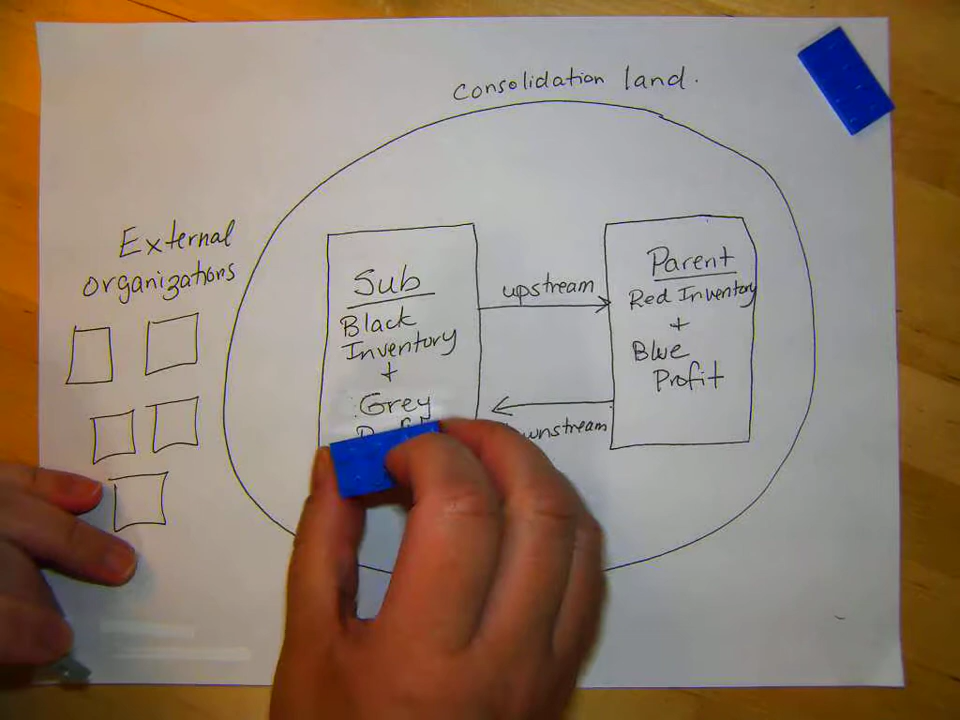 Consolidation land.
External
organizations
Sub
Black
Inventory
+
Grey
upstream
Parent
Red Inventory
+
Blue
Profit